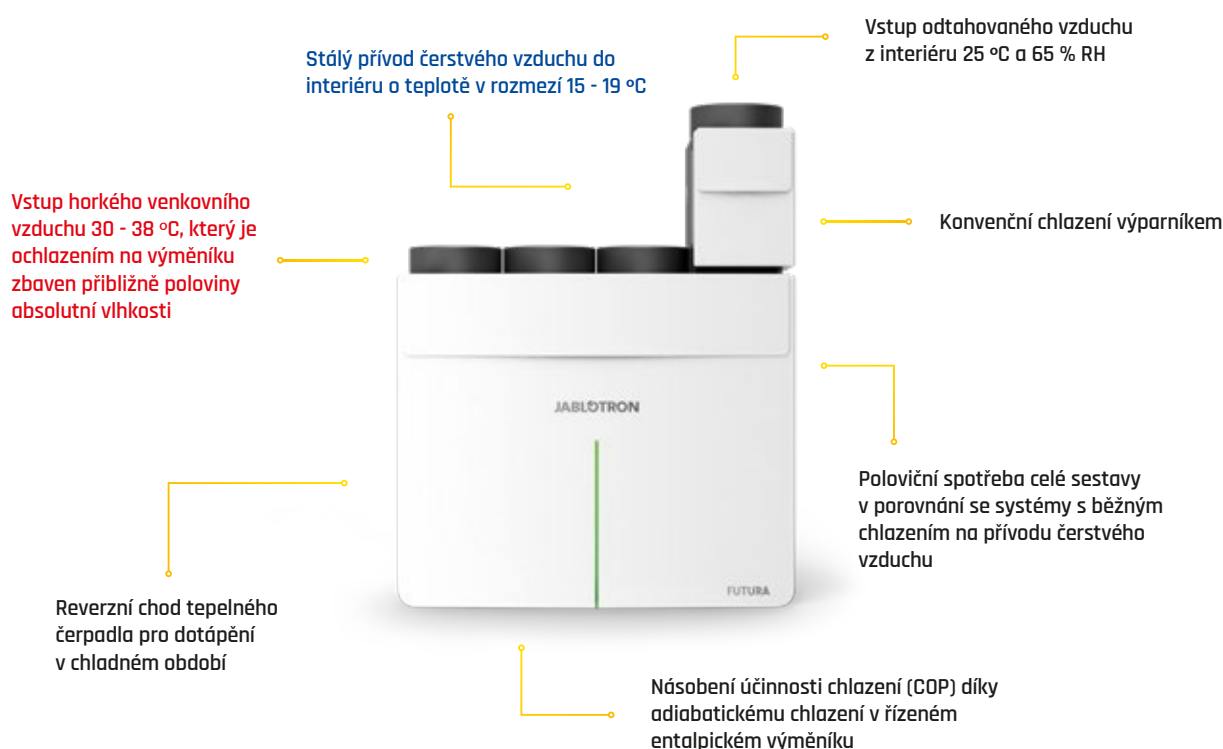 Vstup odtahovaného vzduchu
z interiéru 25 ºC a 65 % RH
Stálý přívod čerstvého vzduchu do
interiéru o teplotě v rozmezí 15 - 19 ºC
Vstup horkého venkovního
vzduchu 30 - 38 ºC, který je
ochlazením na výměníku
zbaven přibližně poloviny
absolutní vlhkosti
Konvenční chlazení výparníkem
JABLOTRON
Poloviční spotřeba celé sestavy
v porovnání se systémy s běžným
chlazením na přívodu čerstvého
vzduchu
FUTURA
Reverzní chod tepelného
čerpadla pro dotápění
v chladném období
Násobení účinnosti chlazení (COP) díky
adiabatickému chlazení v řízeném
entalpickém výměníku